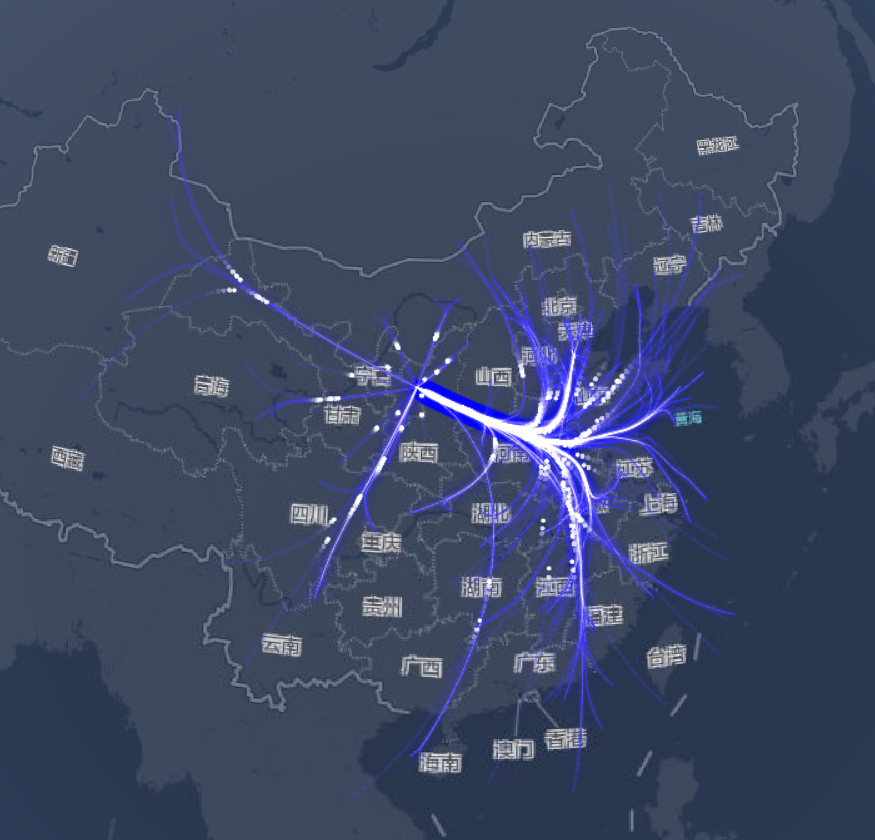 黑龙江
吉林
内蒙古
新疆
辽宁
北京
天津
河北
宁夏
山西
青海
山东
甘肃
黄海
陕西
河南
西藏
江苏
上海
四川
湖北
重庆
浙江
湖南
江西
贵州
福建
云南
台湾
广西
广东
香港
澳门
海南